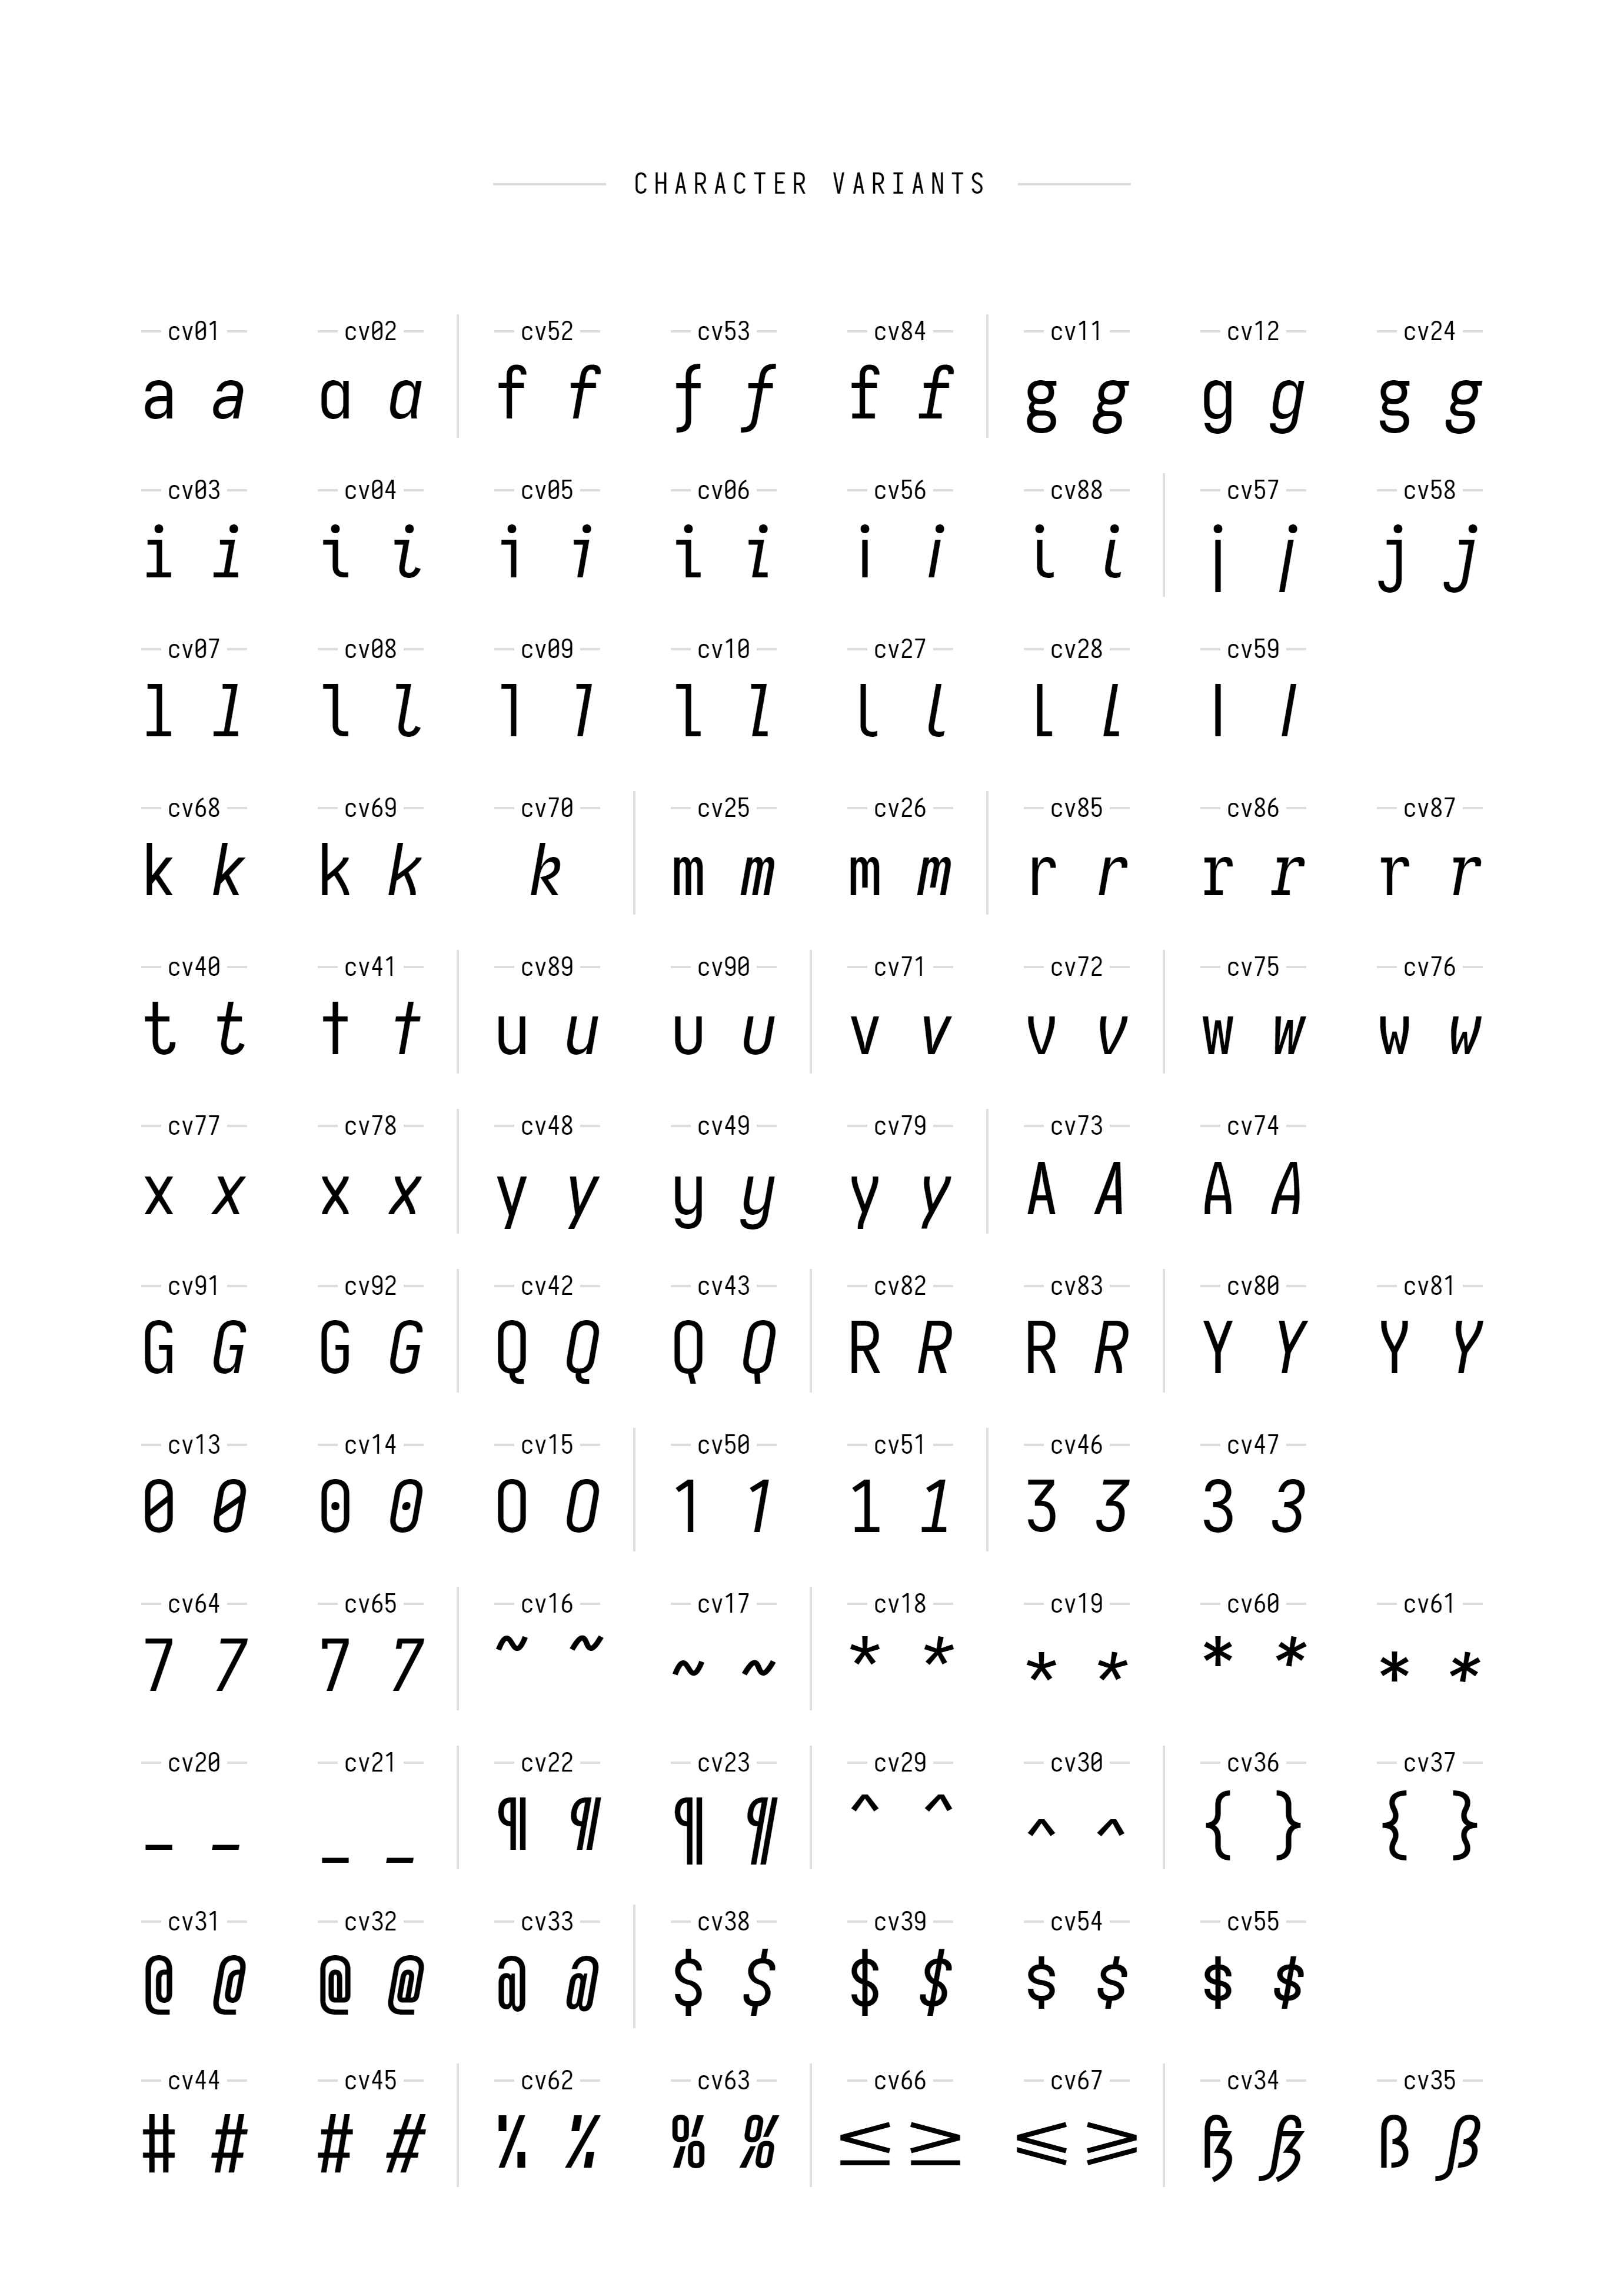 CHARACTER VARIANTS
cv01 cv02 cv52 cv53 cv84 cv11 cv12 cv24
a a a a f f f f f f g g g g g g
cv03 cv04 cv05 cv06 cv56 cv88 cv57 cv58
i i i i i i i i i i i i j j j j
cv07 cv08 cv09 cv10 cv27 cv28 cv59
l l l l l l l l l l l l l l
cv68 cv69 cv70 cv25 cv26 cv85 cv86 cv87
k k k k k m m m m r r r r r r
cv40 cv41 cv89 cv90 cv71 cv72 cv75 cv76
t t t t u u u u v v v v w w w w
cv77 cv78 cv48 cv49 cv79 cv73 cv74
x x x x y y y y y y A A A A
cv91 cv92 cv42 cv43 cv82 cv83 cv80 cv81
G G G G Q Q Q Q R R R R Y Y Y Y
cv13 cv14 cv15 cv50 cv51 cv46 cv47
0 0 0 0 0 0 1 1 1 1 3 3 3 3
cv64 cv65 cv16 cv17 cv18 cv19 cv60 cv61
7 7 7 7 ~ ~ ~ ~ * * * * * * * *
cv20 cv21 cv22 cv23 cv29 cv30 cv36 cv37
_ _ _ _ ¶ ¶ ¶ ¶ ^ ^ ^ ^ { } { }
cv31 cv32 cv33 cv38 cv39 cv54 cv55
@ @ @ @ @ @ $ $ $ $ $ $ $ $
cv44 cv45 cv62 cv63 cv66 cv67 cv34 cv35
# # # # % % % % ≤ ≥ ≤ ≥ ß ß ß ß